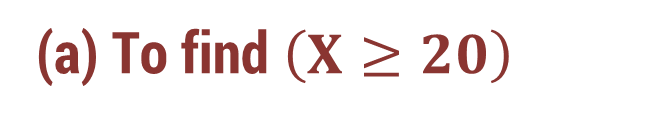 (a) To find (X ≥ 20)